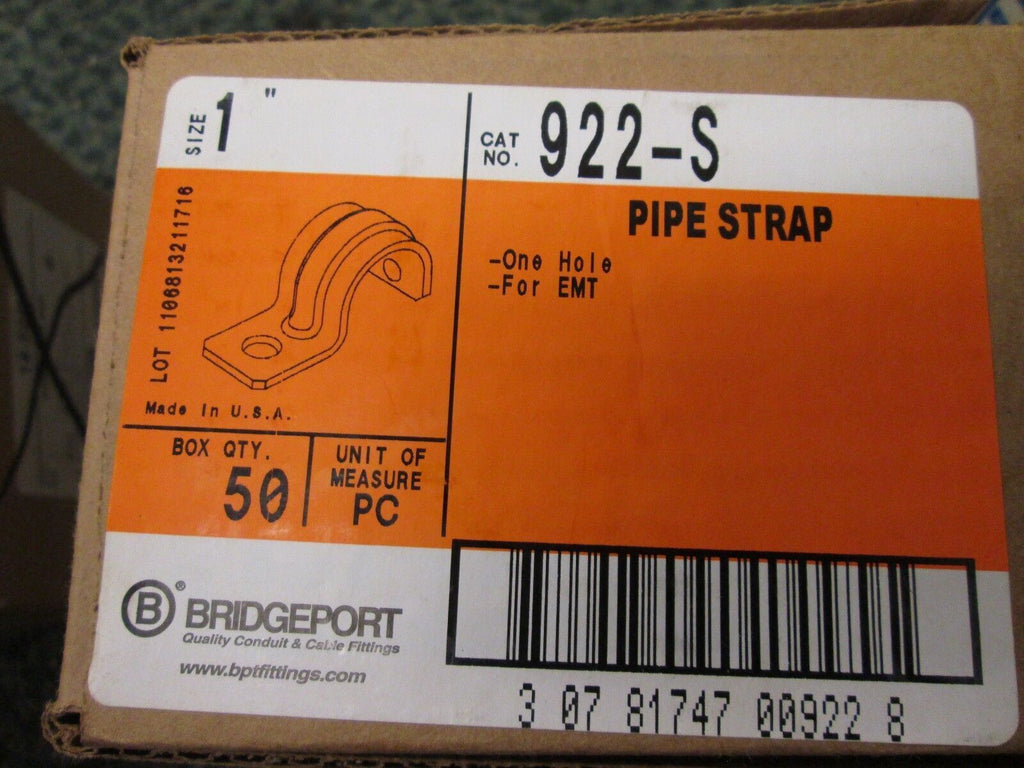 SIZE 1 "
CAT NO. 922-S
PIPE STRAP
-One Hole
-For EMT
LOT 1106813211716
Made In U.S.A.
BOX QTY.
50
UNIT OF
MEASURE
PC
B® BRIDGEPORT
Quality Conduit & Cable Fittings
www.bptfittings.com
3 07 81747 00922 8